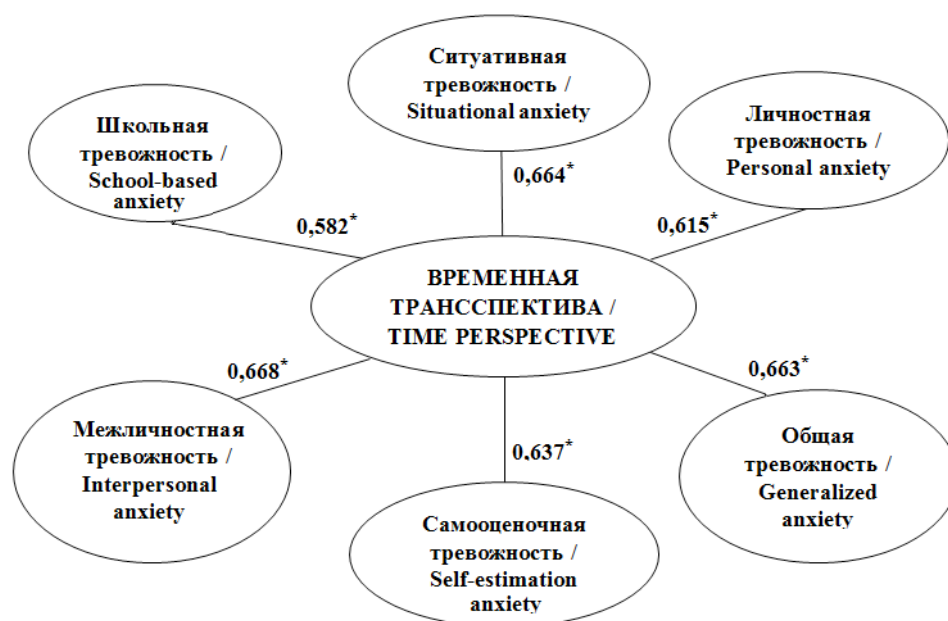 Ситуативная
тревожность /
Situational anxiety
Школьная
тревожность /
School-based
anxiety
Личностная
тревожность /
Personal anxiety
0,664*
0,582*
0,615*
ВРЕМЕННАЯ
ТРАНССПЕКТИВА /
TIME PERSPECTIVE
0,668*
0,663*
0,637*
Межличностная
тревожность /
Interpersonal
anxiety
Самооценочная
тревожность /
Self-estimation
anxiety
Общая
тревожность /
Generalized
anxiety